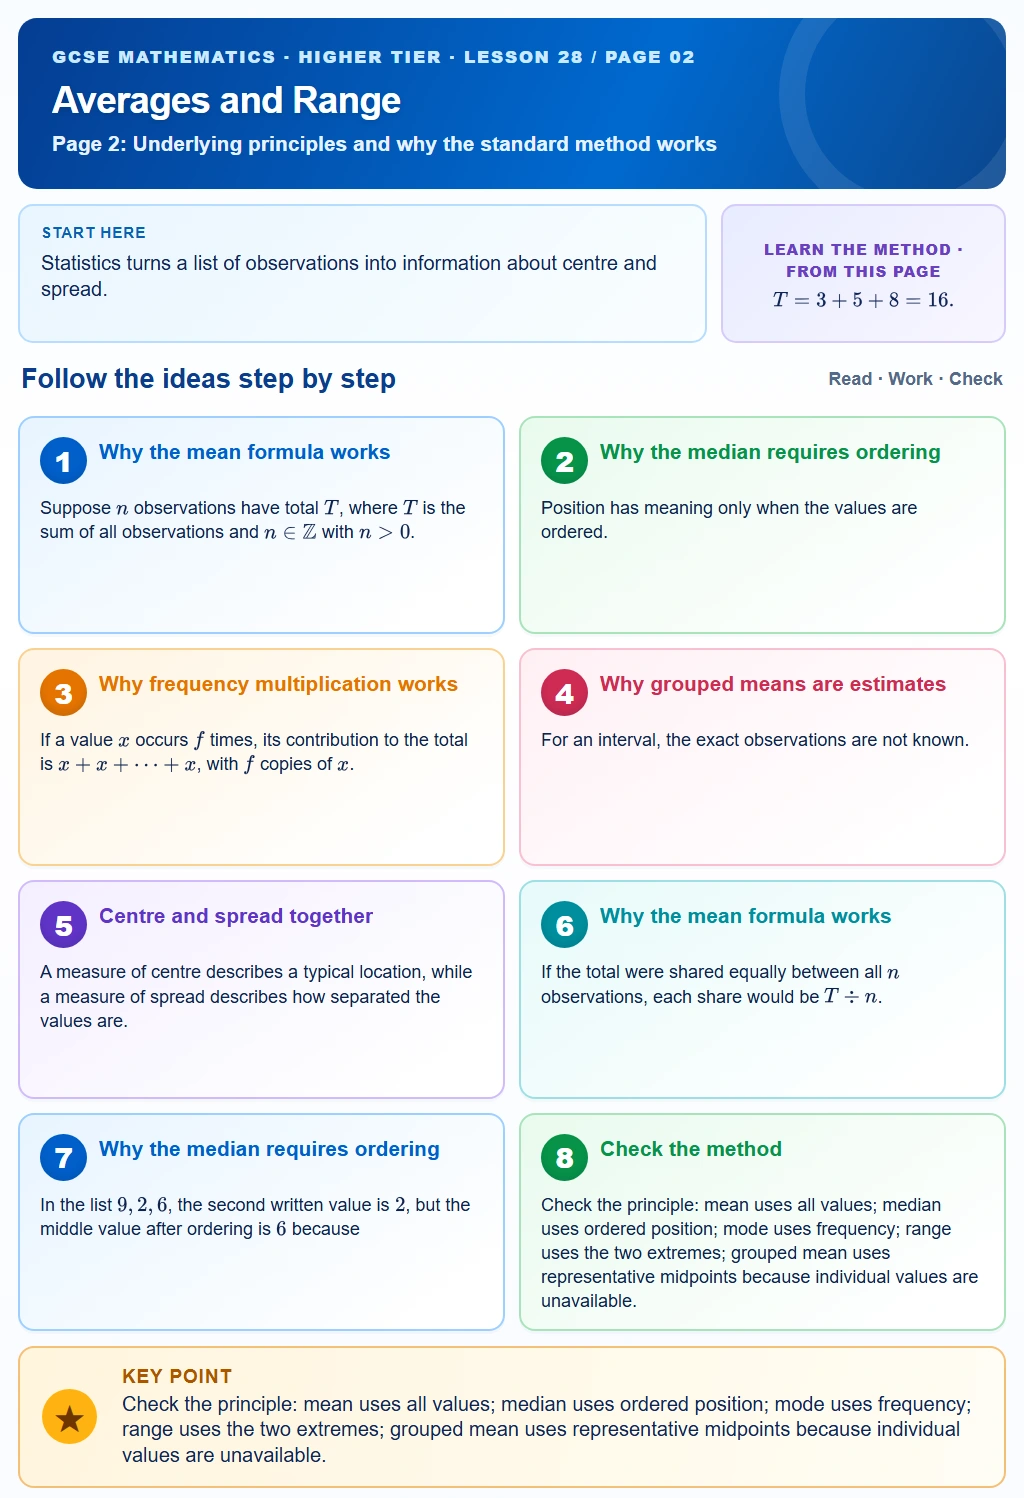 GCSE MATHEMATICS · HIGHER TIER · LESSON 28 / PAGE 02
Averages and Range
Page 2: Underlying principles and why the standard method works
START HERE
Statistics turns a list of observations into information about centre and
spread.
LEARN THE METHOD ·
FROM THIS PAGE
T = 3 + 5 + 8 = 16.
Follow the ideas step by step
Read · Work · Check
1 Why the mean formula works
Suppose n observations have total T, where T is the
sum of all observations and n ∈ ℤ with n > 0.
2 Why the median requires ordering
Position has meaning only when the values are
ordered.
3 Why frequency multiplication works
If a value x occurs f times, its contribution to the total
is x + x + ⋯ + x, with f copies of x.
4 Why grouped means are estimates
For an interval, the exact observations are not known.
5 Centre and spread together
A measure of centre describes a typical location, while
a measure of spread describes how separated the
values are.
6 Why the mean formula works
If the total were shared equally between all n
observations, each share would be T ÷ n.
7 Why the median requires ordering
In the list 9, 2, 6, the second written value is 2, but the
middle value after ordering is 6 because
8 Check the method
Check the principle: mean uses all values; median
uses ordered position; mode uses frequency; range
uses the two extremes; grouped mean uses
representative midpoints because individual values are
unavailable.
KEY POINT
Check the principle: mean uses all values; median uses ordered position; mode uses frequency;
range uses the two extremes; grouped mean uses representative midpoints because individual
values are unavailable.